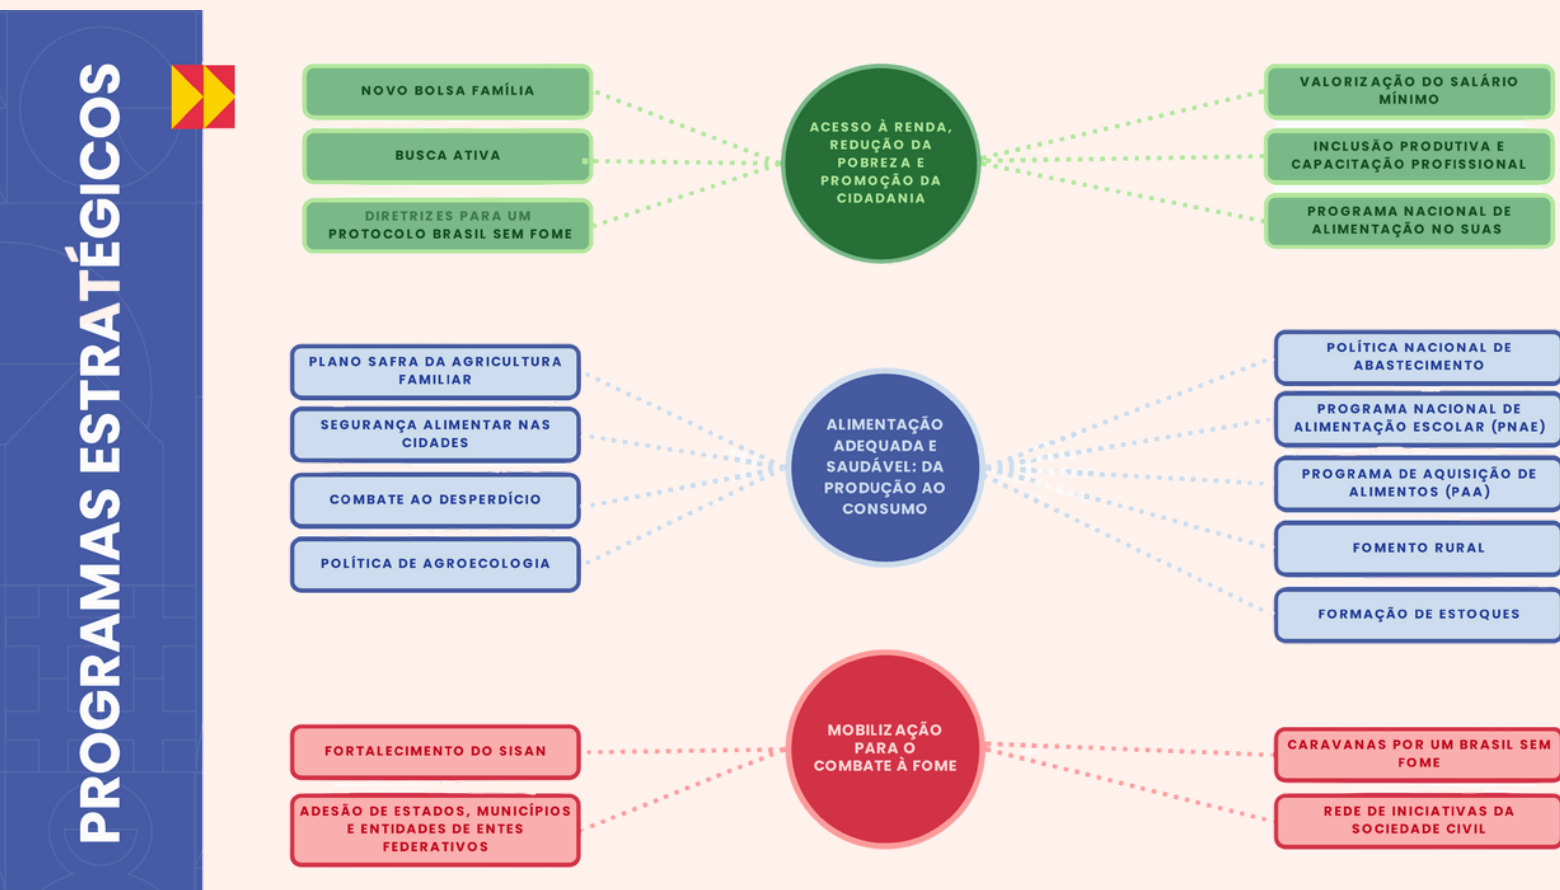 PROGRAMAS ESTRATÉGICOS
NOVO BOLSA FAMÍLIA
BUSCA ATIVA
DIRETRIZES PARA UM
PROTOCOLO BRASIL SEM FOME
ACESSO À RENDA,
REDUÇÃO DA
POBREZA E
PROMOÇÃO DA
CIDADANIA
VALORIZAÇÃO DO SALÁRIO
MÍNIMO
INCLUSÃO PRODUTIVA E
CAPACITAÇÃO PROFISSIONAL
PROGRAMA NACIONAL DE
ALIMENTAÇÃO NO SUAS
PLANO SAFRA DA AGRICULTURA
FAMILIAR
SEGURANÇA ALIMENTAR NAS
CIDADES
COMBATE AO DESPERDÍCIO
POLÍTICA DE AGROECOLOGIA
ALIMENTAÇÃO
ADEQUADA E
SAUDÁVEL: DA
PRODUÇÃO AO
CONSUMO
POLÍTICA NACIONAL DE
ABASTECIMENTO
PROGRAMA NACIONAL DE
ALIMENTAÇÃO ESCOLAR (PNAE)
PROGRAMA DE AQUISIÇÃO DE
ALIMENTOS (PAA)
FOMENTO RURAL
FORMAÇÃO DE ESTOQUES
FORTALECIMENTO DO SISAN
ADESÃO DE ESTADOS, MUNICÍPIOS
E ENTIDADES DE ENTES
FEDERATIVOS
MOBILIZAÇÃO
PARA O
COMBATE À FOME
CARAVANAS POR UM BRASIL SEM
FOME
REDE DE INICIATIVAS DA
SOCIEDADE CIVIL